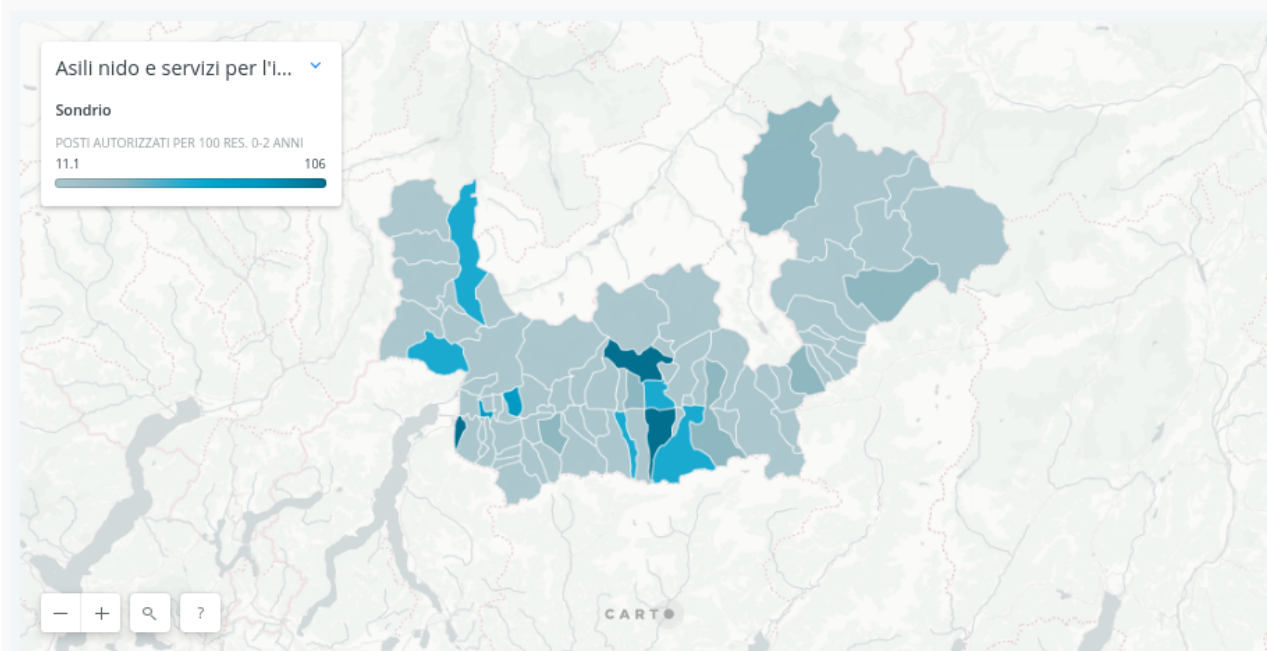 Asili nido e servizi per l'i...
Sondrio
POSTI AUTORIZZATI PER 100 RES. 0-2 ANNI
11.1 106
?
CARTO